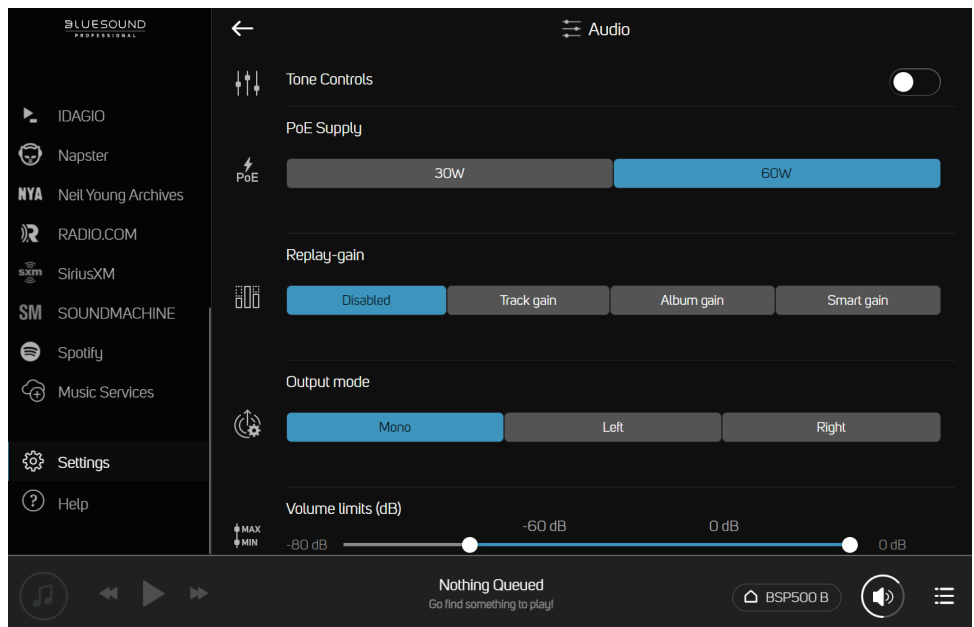 BLUESOUND
PROFESSIONAL
IDAGIO
Napster
NYA Neil Young Archives
RADIO.COM
sxm SiriusXM
SM SOUNDMACHINE
Spotify
Music Services
Settings
? Help
Audio
Tone Controls
PoE Supply
PoE 30W 60W
Replay-gain
Disabled Track gain Album gain Smart gain
Output mode
Mono Left Right
Volume limits (dB)
-60 dB 0 dB
MAX
MIN -80 dB 0 dB
Nothing Queued
Go find something to play!
BSP500 B